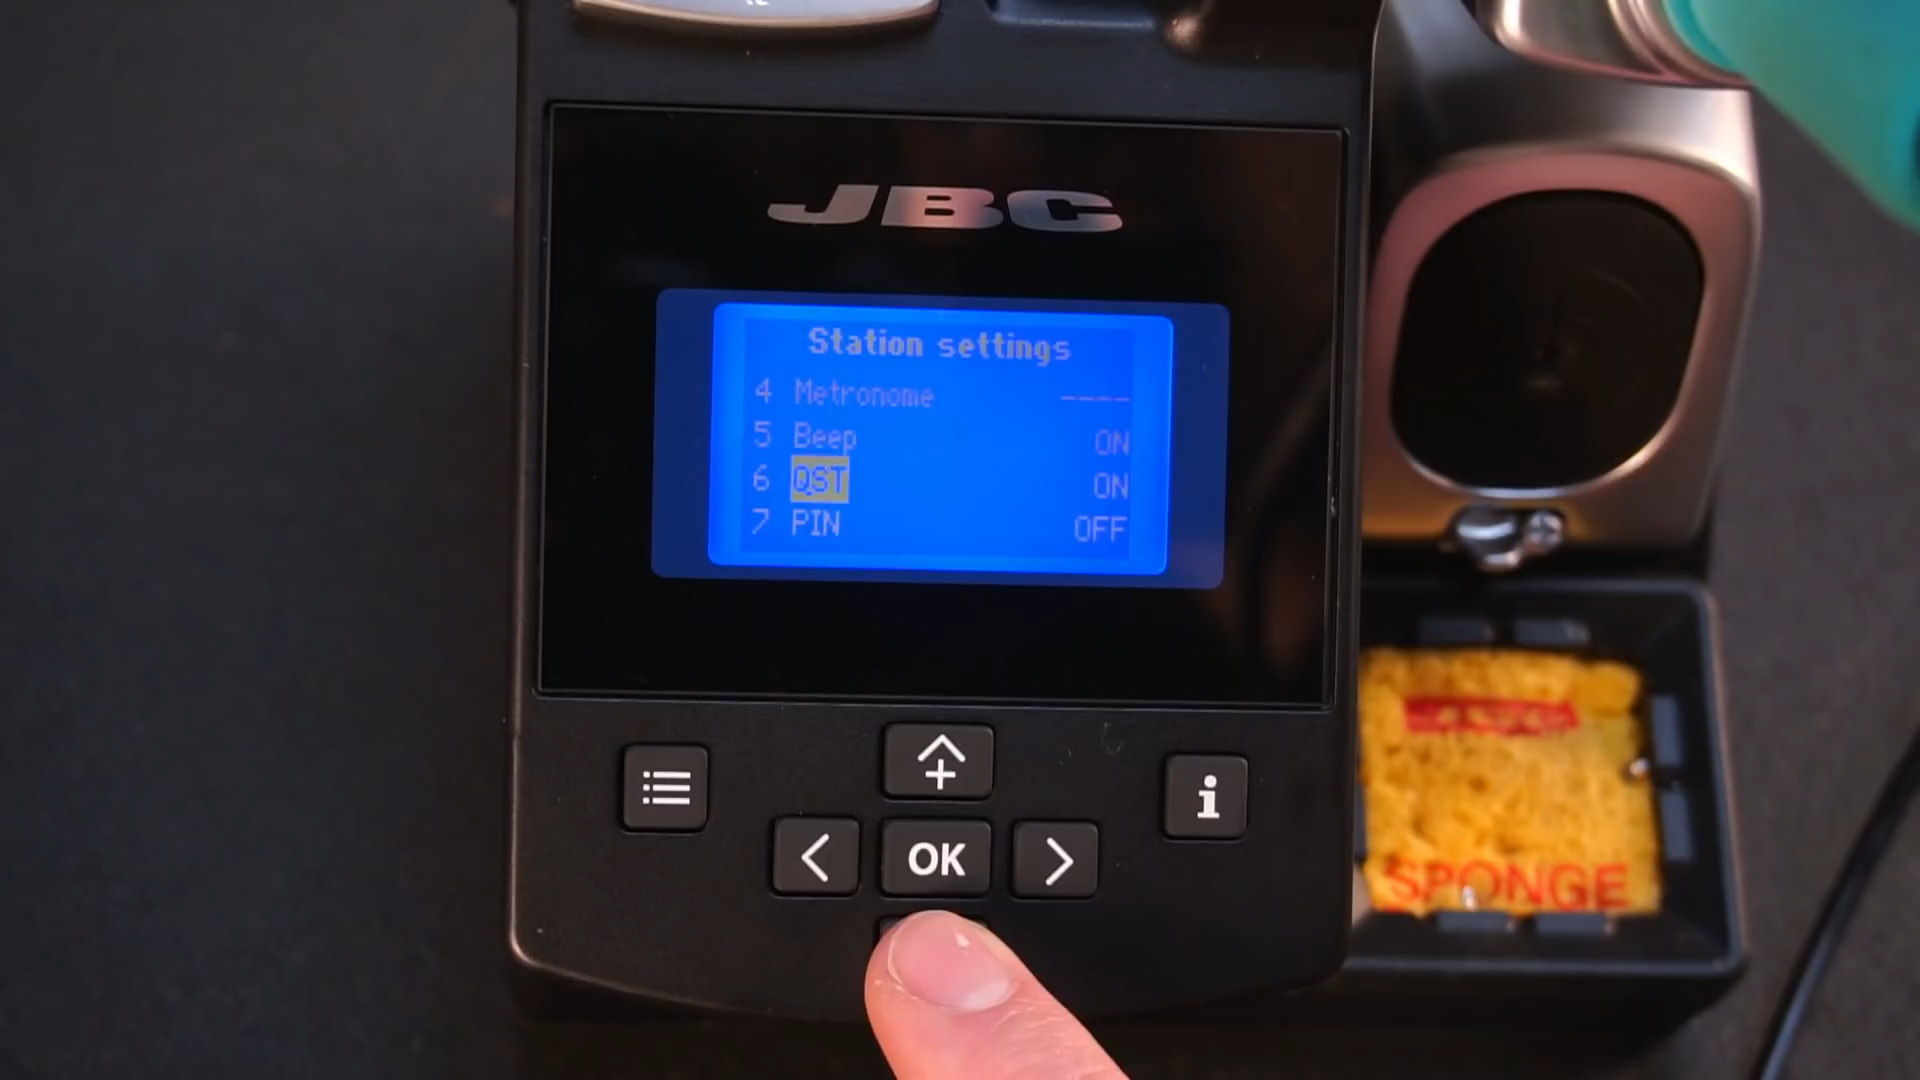 JBC
Station settings
4 Metronome ----
5 Beep ON
6 QST ON
7 PIN OFF
OK
i
SPONGE